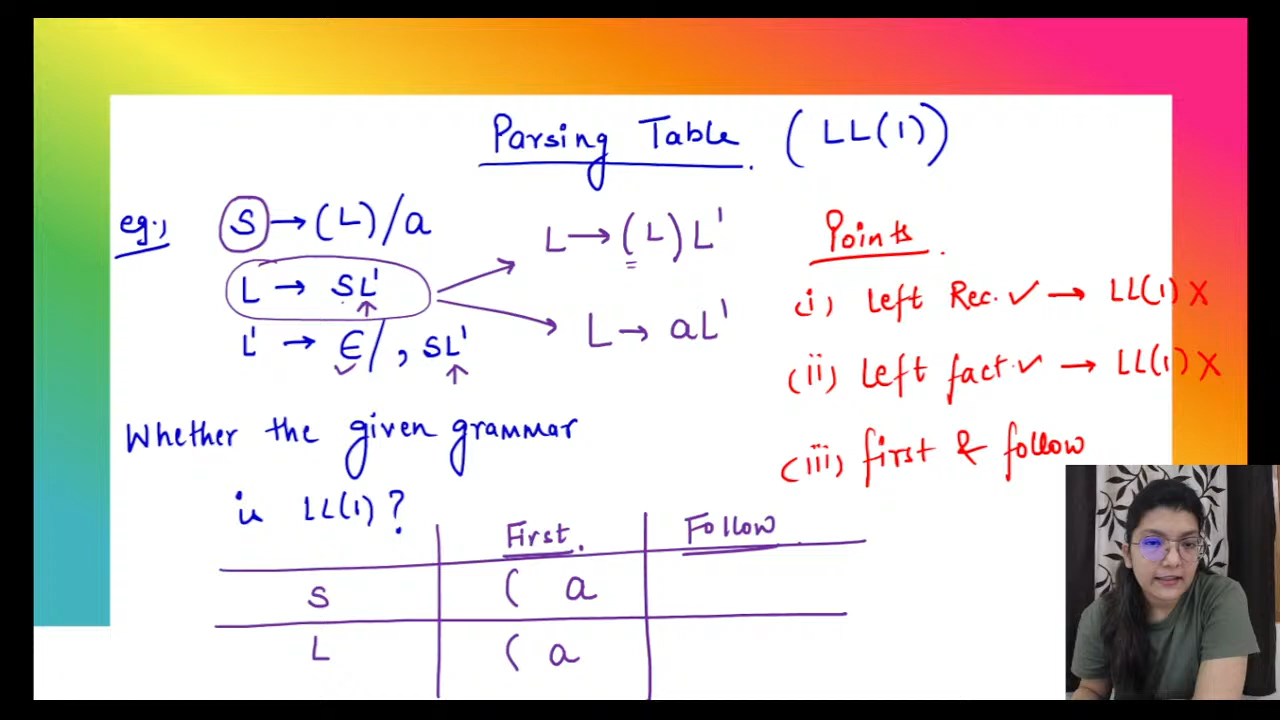 Parsing Table (LL(1))
eg:, S → (L)/a
L → SL'
L' → ∈/, SL'
L → (L) L'
L → aL'
Points
(i) Left Rec. ✓ → LL(1) X
(ii) Left fact. ✓ → LL(1) X
(iii) first & follow
Whether the given grammar
is LL(1)?
First. Follow
S ( a
L ( a